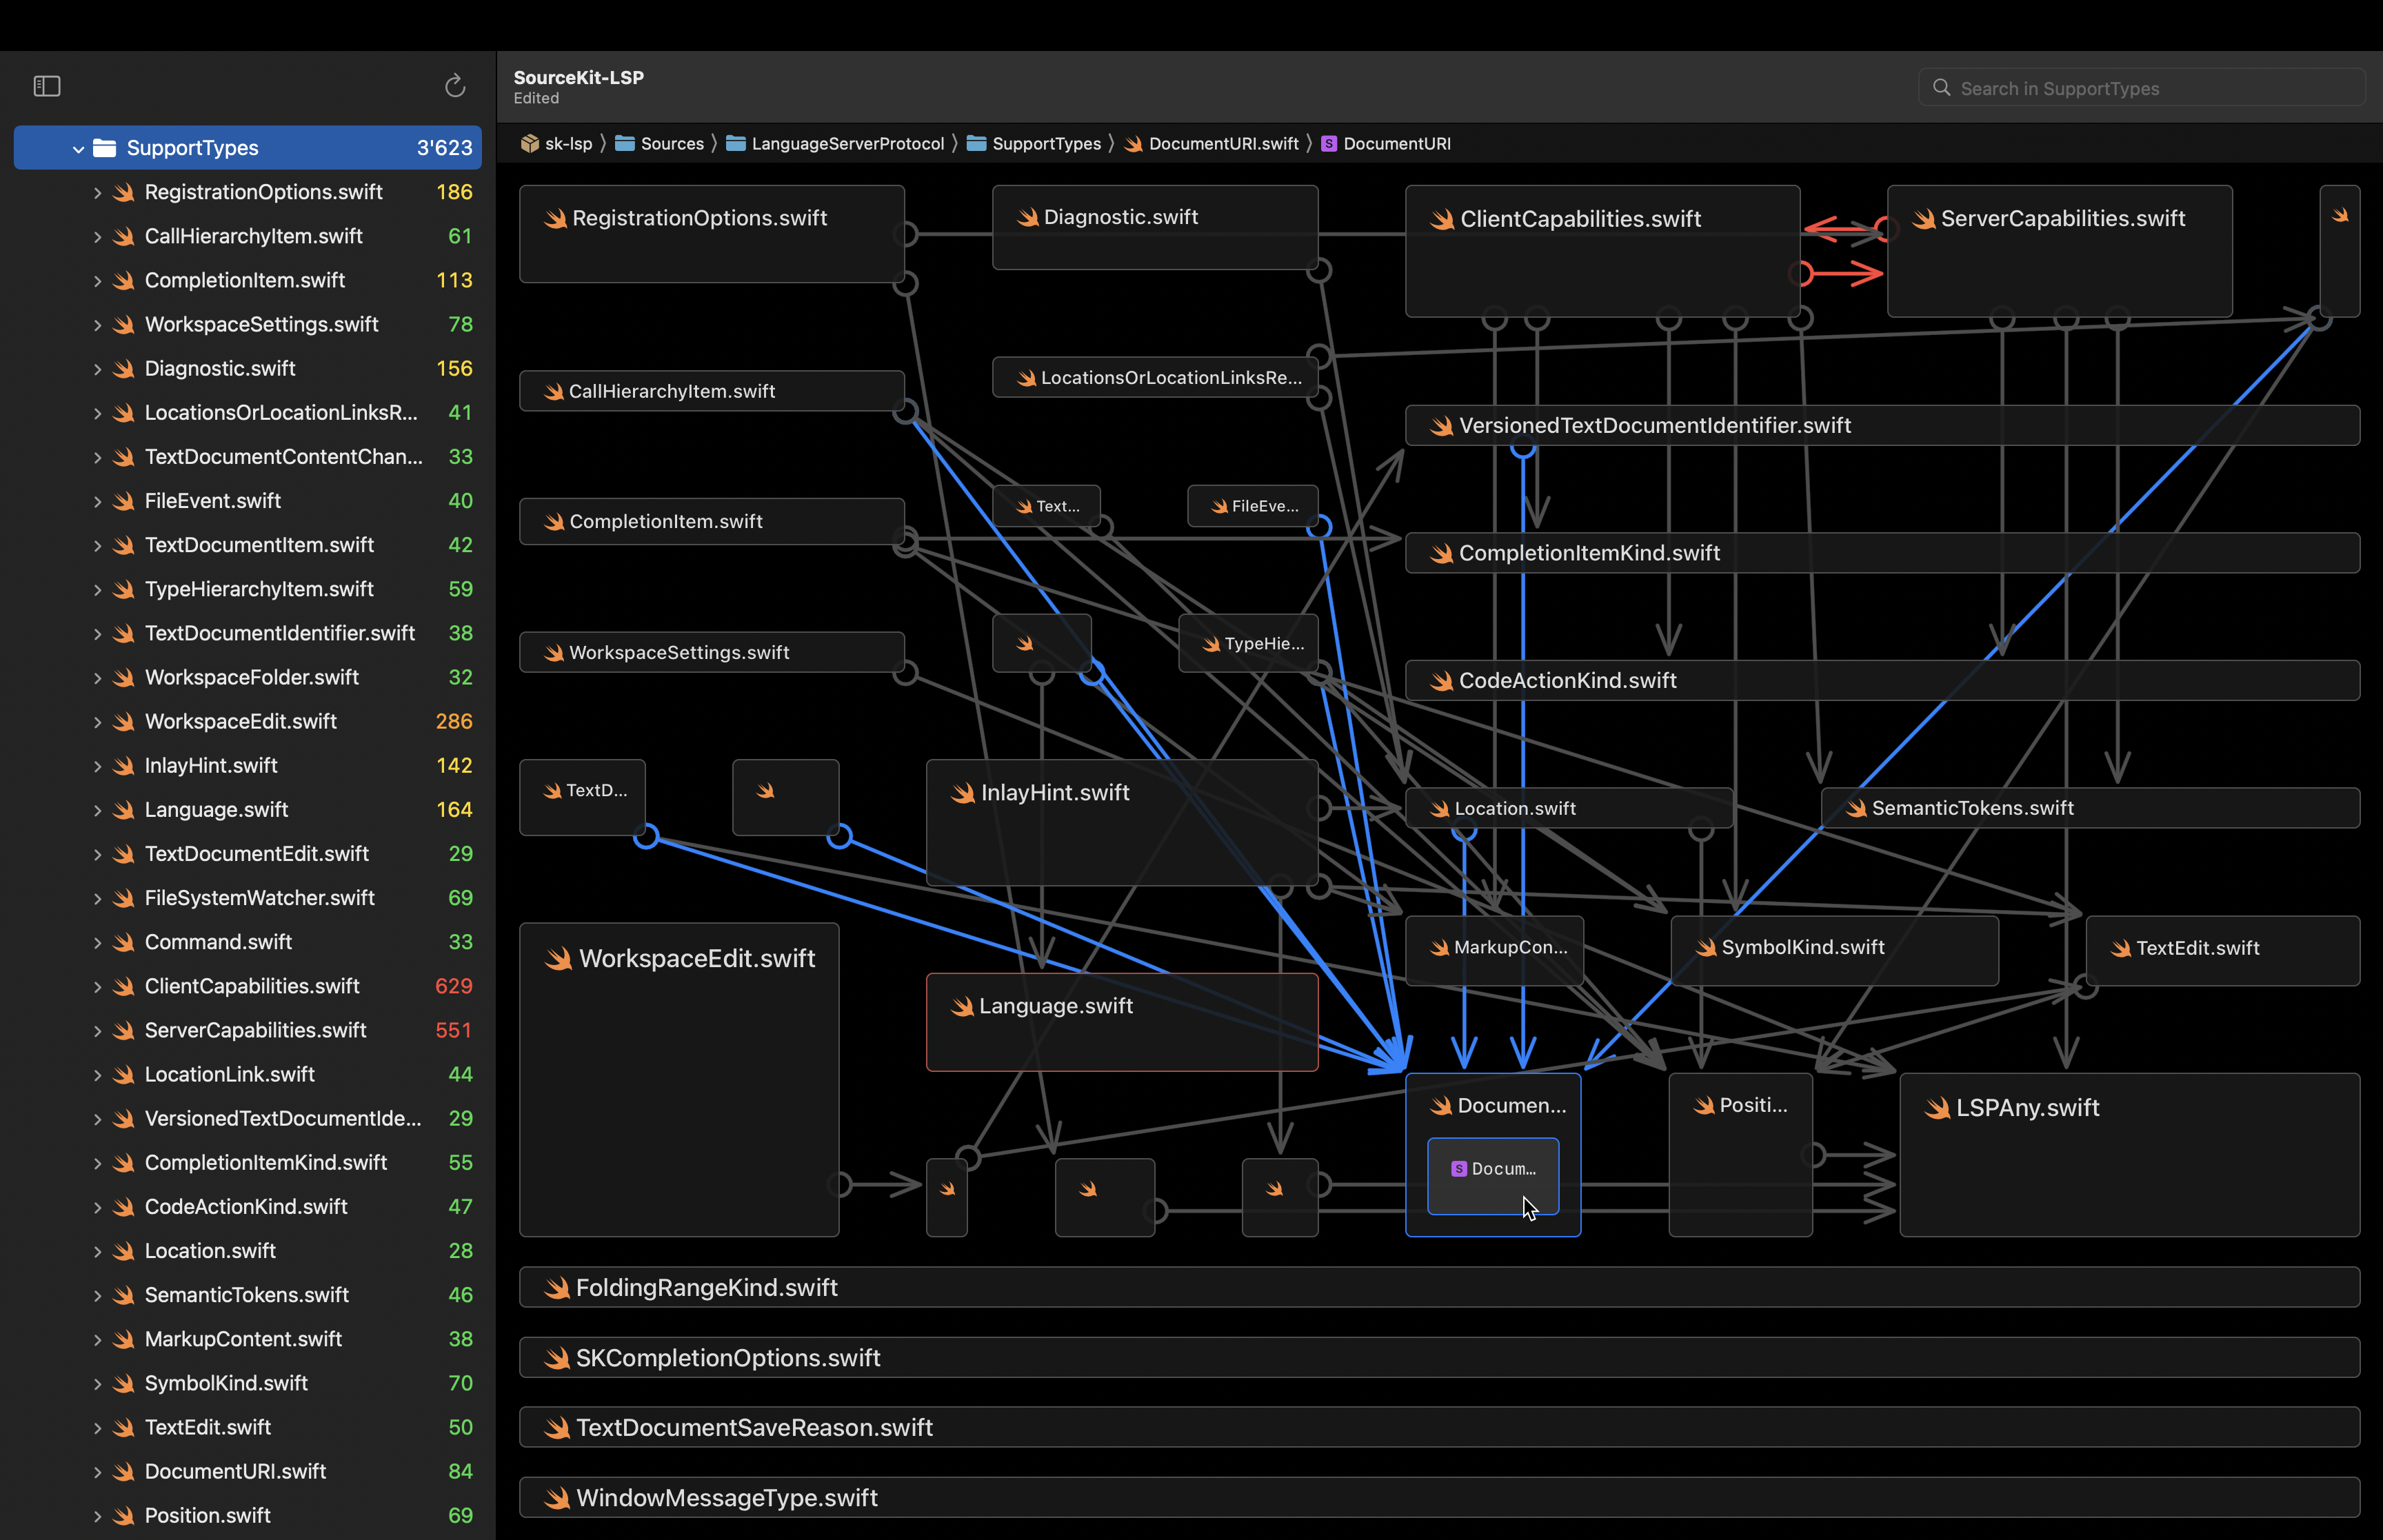 SourceKit-LSP
Edited
Search in SupportTypes
sk-lsp
Sources
LanguageServerProtocol
SupportTypes
DocumentURI.swift
S DocumentURI
SupportTypes 3'623
RegistrationOptions.swift 186
CallHierarchyItem.swift 61
CompletionItem.swift 113
WorkspaceSettings.swift 78
Diagnostic.swift 156
LocationsOrLocationLinksR... 41
TextDocumentContentChan... 33
FileEvent.swift 40
TextDocumentItem.swift 42
TypeHierarchyItem.swift 59
TextDocumentIdentifier.swift 38
WorkspaceFolder.swift 32
WorkspaceEdit.swift 286
InlayHint.swift 142
Language.swift 164
TextDocumentEdit.swift 29
FileSystemWatcher.swift 69
Command.swift 33
ClientCapabilities.swift 629
ServerCapabilities.swift 551
LocationLink.swift 44
VersionedTextDocumentIde... 29
CompletionItemKind.swift 55
CodeActionKind.swift 47
Location.swift 28
SemanticTokens.swift 46
MarkupContent.swift 38
SymbolKind.swift 70
TextEdit.swift 50
DocumentURI.swift 84
Position.swift 69
RegistrationOptions.swift
Diagnostic.swift
ClientCapabilities.swift
ServerCapabilities.swift
CallHierarchyItem.swift
LocationsOrLocationLinksRe...
VersionedTextDocumentIdentifier.swift
CompletionItem.swift
Text...
FileEve...
CompletionItemKind.swift
WorkspaceSettings.swift
TypeHie...
CodeActionKind.swift
TextD...
InlayHint.swift
Location.swift
SemanticTokens.swift
WorkspaceEdit.swift
Language.swift
MarkupCon...
SymbolKind.swift
TextEdit.swift
Documen...
S Docum...
Positi...
LSPAny.swift
FoldingRangeKind.swift
SKCompletionOptions.swift
TextDocumentSaveReason.swift
WindowMessageType.swift